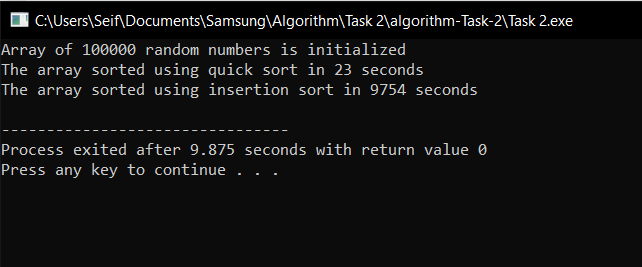 C:\Users\Seif\Documents\Samsung\Algorithm\Task 2\algorithm-Task-2\Task 2.exe
Array of 100000 random numbers is initialized
The array sorted using quick sort in 23 seconds
The array sorted using insertion sort in 9754 seconds
--------------------------------
Process exited after 9.875 seconds with return value 0
Press any key to continue . . .